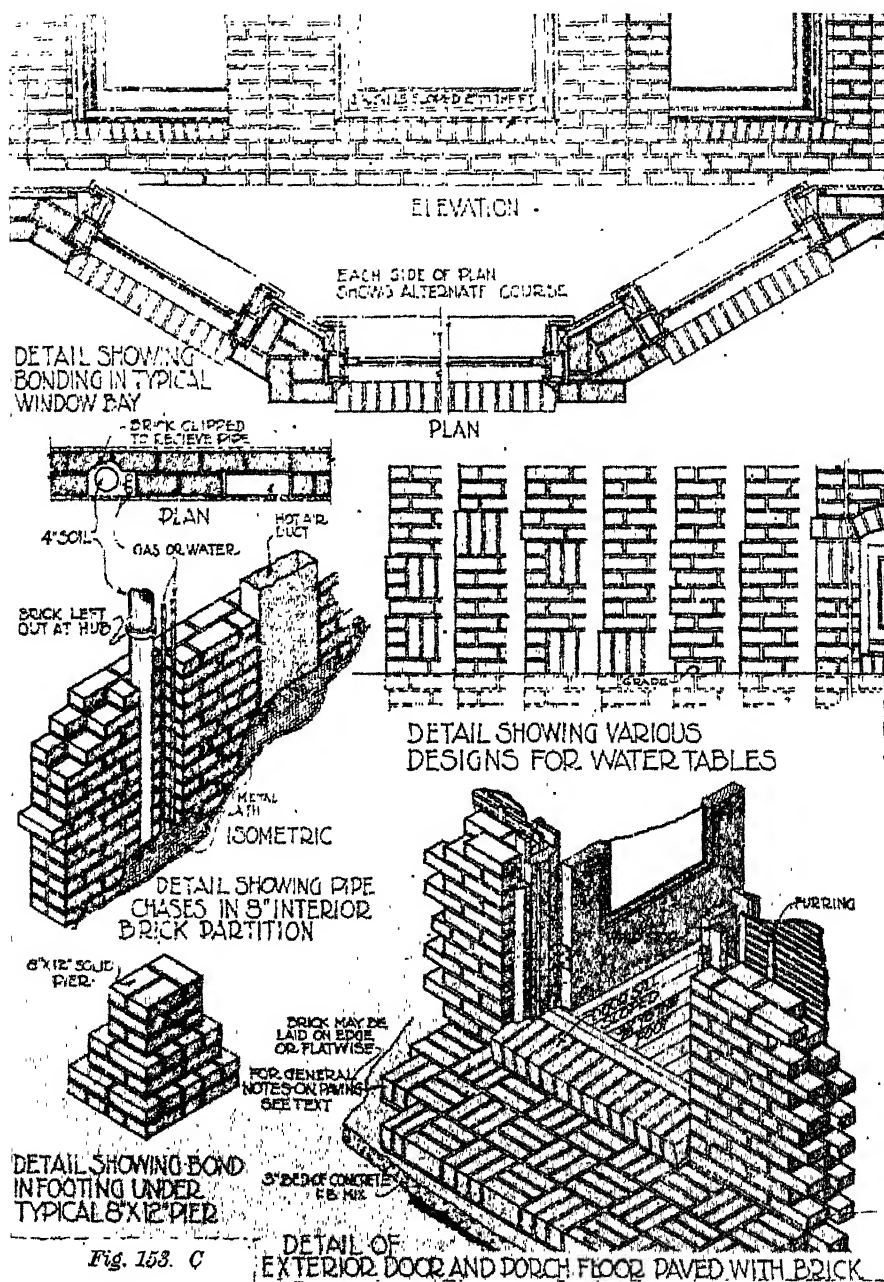 ELEVATION
EACH SIDE OF PLAN
SHOWS ALTERNATE COURSE
DETAIL SHOWING
BONDING IN TYPICAL
WINDOW BAY
PLAN
BRICK CLIPPED
TO RECIEVE PIPE
PLAN
4" SOIL
GAS OR WATER
HOT AIR
DUCT
BRICK LEFT
OUT AT HUB
METAL
LATH
ISOMETRIC
DETAIL SHOWING PIPE
CHASES IN 8" INTERIOR
BRICK PARTITION
GRADE
DETAIL SHOWING VARIOUS
DESIGNS FOR WATER TABLES
8"X12" SOLID
PIER
DETAIL SHOWING BOND
IN FOOTING UNDER
TYPICAL 8"X12" PIER
FURRING
BRICK MAY BE
LAID ON EDGE
OR FLATWISE
FOR GENERAL
NOTES ON PAVING
SEE TEXT
3" BED OF CONCRETE
MIX
Fig. 153. C
DETAIL OF
EXTERIOR DOOR AND PORCH FLOOR PAVED WITH BRICK